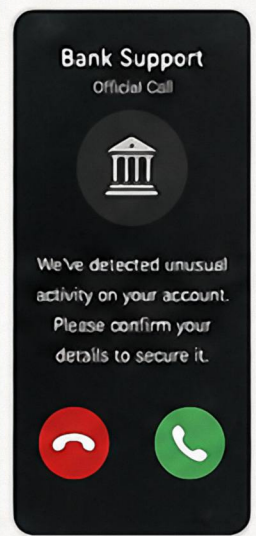 Bank Support
Official Call
We've detected unusual
activity on your account.
Please confirm your
details to secure it.